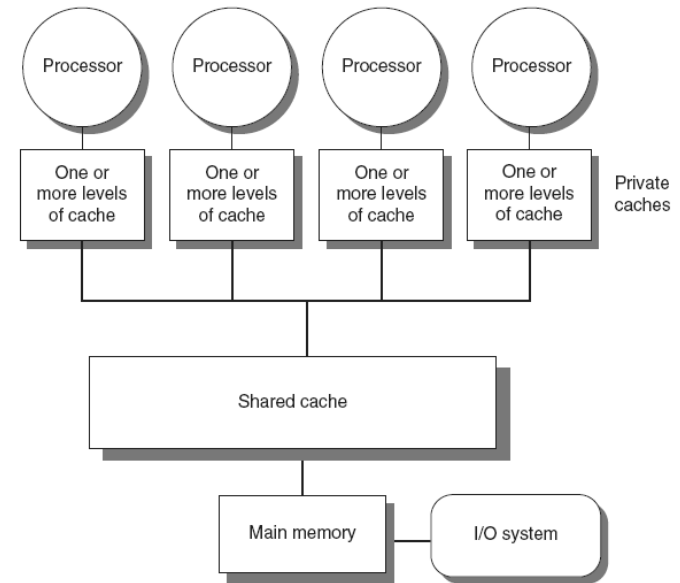 Processor
Processor
Processor
Processor
One or
more levels
of cache
One or
more levels
of cache
One or
more levels
of cache
One or
more levels
of cache
Private
caches
Shared cache
Main memory
I/O system